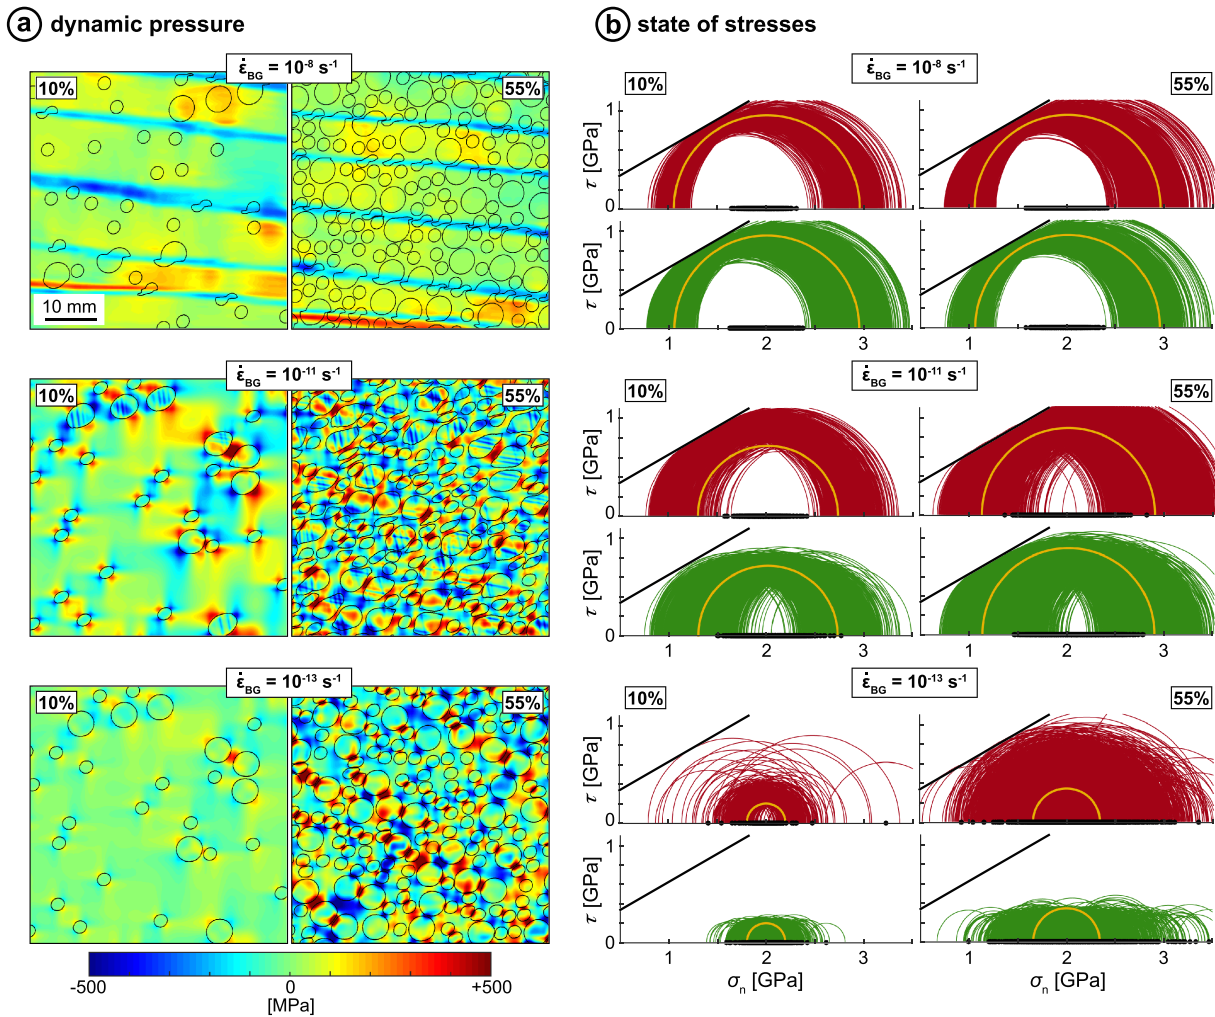 a dynamic pressure
b state of stresses
ε̇BG = 10⁻⁸ s⁻¹
10%
55%
10 mm
ε̇BG = 10⁻¹¹ s⁻¹
10%
55%
ε̇BG = 10⁻¹³ s⁻¹
10%
55%
-500 0 +500
[MPa]
ε̇BG = 10⁻⁸ s⁻¹
10%
55%
1
τ [GPa]
0
1
τ [GPa]
0
1 2 3 1 2 3
ε̇BG = 10⁻¹¹ s⁻¹
10%
55%
1
τ [GPa]
0
1
τ [GPa]
0
1 2 3 1 2 3
ε̇BG = 10⁻¹³ s⁻¹
10%
55%
1
τ [GPa]
0
1
τ [GPa]
0
1 2 3 1 2 3
σn [GPa] σn [GPa]